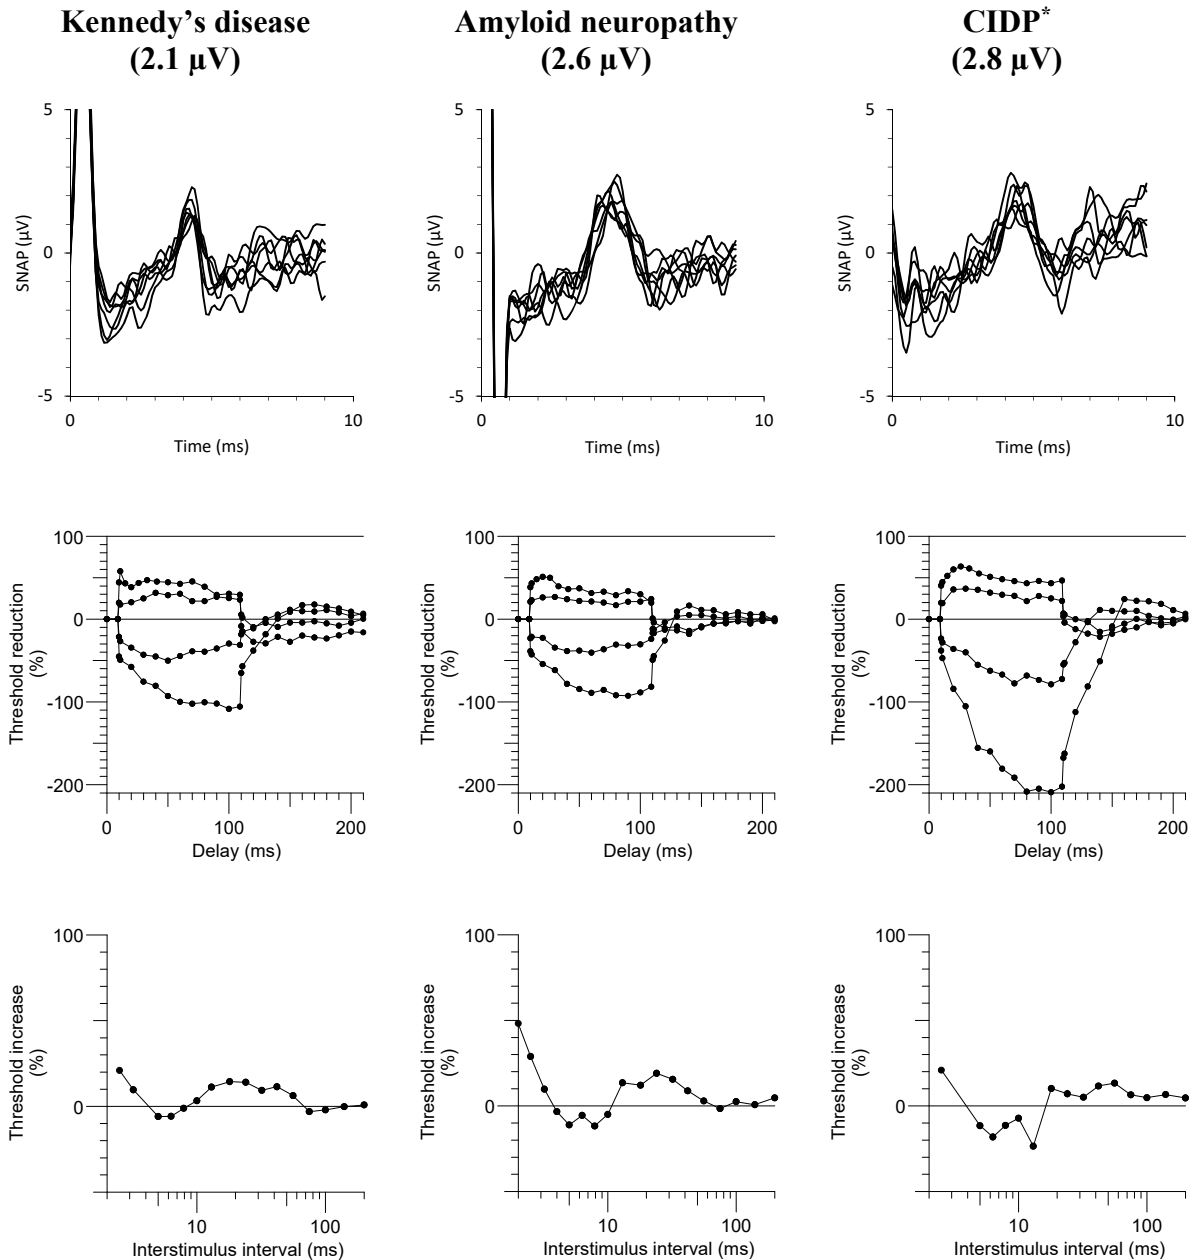 Kennedy's disease
(2.1 µV)
Amyloid neuropathy
(2.6 µV)
CIDP*
(2.8 µV)
5
0
-5
SNAP (µV)
0
10
Time (ms)
5
0
-5
SNAP (µV)
0
10
Time (ms)
5
0
-5
SNAP (µV)
0
10
Time (ms)
100
0
-100
-200
Threshold reduction
(%)
0
100
200
Delay (ms)
100
0
-100
-200
Threshold reduction
(%)
0
100
200
Delay (ms)
100
0
-100
-200
Threshold reduction
(%)
0
100
200
Delay (ms)
100
0
Threshold increase
(%)
10
100
Interstimulus interval (ms)
100
0
Threshold increase
(%)
10
100
Interstimulus interval (ms)
100
0
Threshold increase
(%)
10
100
Interstimulus interval (ms)